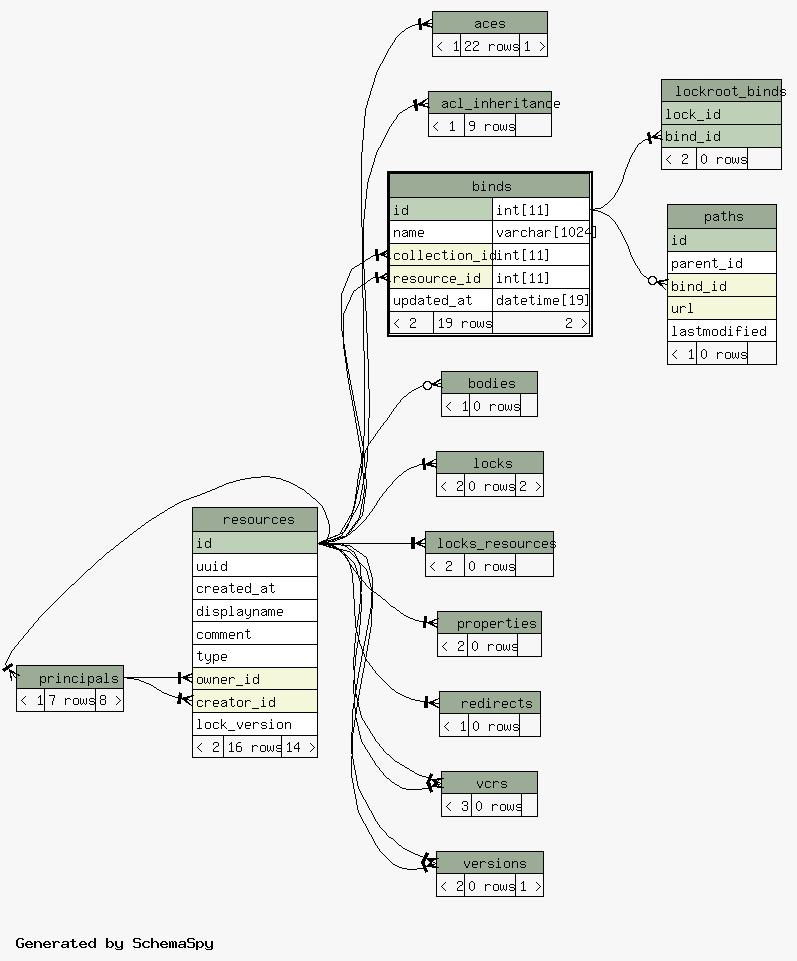 aces
< 1 22 rows 1 >
acl_inheritance
< 1 9 rows
binds
id int[11]
name varchar[1024]
collection_id int[11]
resource_id int[11]
updated_at datetime[19]
< 2 19 rows 2 >
lockroot_binds
lock_id
bind_id
< 2 0 rows
paths
id
parent_id
bind_id
url
lastmodified
< 1 0 rows
bodies
< 1 0 rows
locks
< 2 0 rows 2 >
locks_resources
< 2 0 rows
properties
< 2 0 rows
redirects
< 1 0 rows
vcrs
< 3 0 rows
versions
< 2 0 rows 1 >
resources
id
uuid
created_at
displayname
comment
type
owner_id
creator_id
lock_version
< 2 16 rows 14 >
principals
< 1 7 rows 8 >
Generated by SchemaSpy